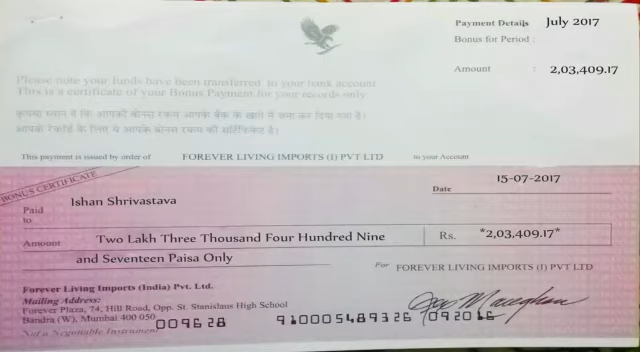 Payment Details July 2017
Bonus for Period :
Amount : 2,03,409.17
Please note your funds have been transferred to your bank account
This is a certificate of your Bonus Payment for your records only
कृपया ध्यान दें कि आपकी बोनस रकम आपके बैंक के खाते में जमा कर दिया गया है।
आपके रेकॉर्ड के लिए ये आपके बोनस रकम की सर्टिफिकेट है।
This payment is issued by order of FOREVER LIVING IMPORTS (I) PVT LTD to your Account
BONUS CERTIFICATE
Date 15-07-2017
Paid to Ishan Shrivastava
Amount Two Lakh Three Thousand Four Hundred Nine Rs. *2,03,409.17*
and Seventeen Paisa Only
For FOREVER LIVING IMPORTS (I) PVT LTD
Forever Living Imports (India) Pvt. Ltd.
Mailing Address:
Forever Plaza, 74, Hill Road, Opp. St. Stanislaus High School
Bandra (W), Mumbai 400 050
Not a Negotiable Instrument
009628 910005489326 092016